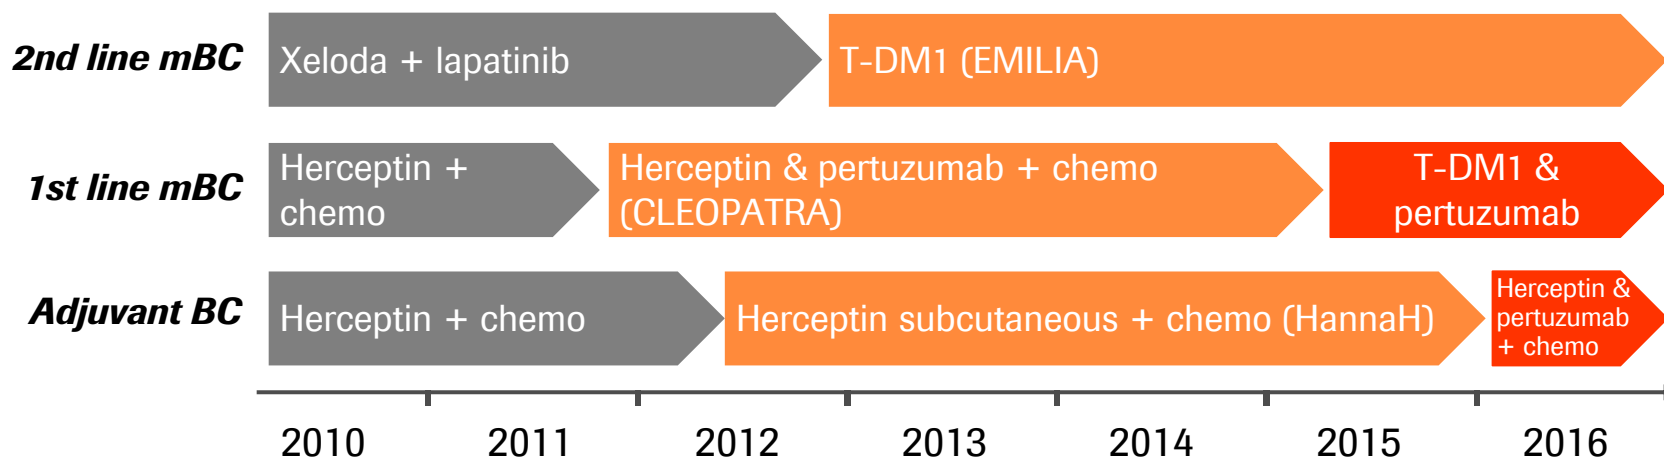 2nd line mBC
Xeloda + lapatinib
T-DM1 (EMILIA)
1st line mBC
Herceptin +
chemo
Herceptin & pertuzumab + chemo
(CLEOPATRA)
T-DM1 &
pertuzumab
Adjuvant BC
Herceptin + chemo
Herceptin subcutaneous + chemo (HannaH)
Herceptin &
pertuzumab
+ chemo
2010 2011 2012 2013 2014 2015 2016